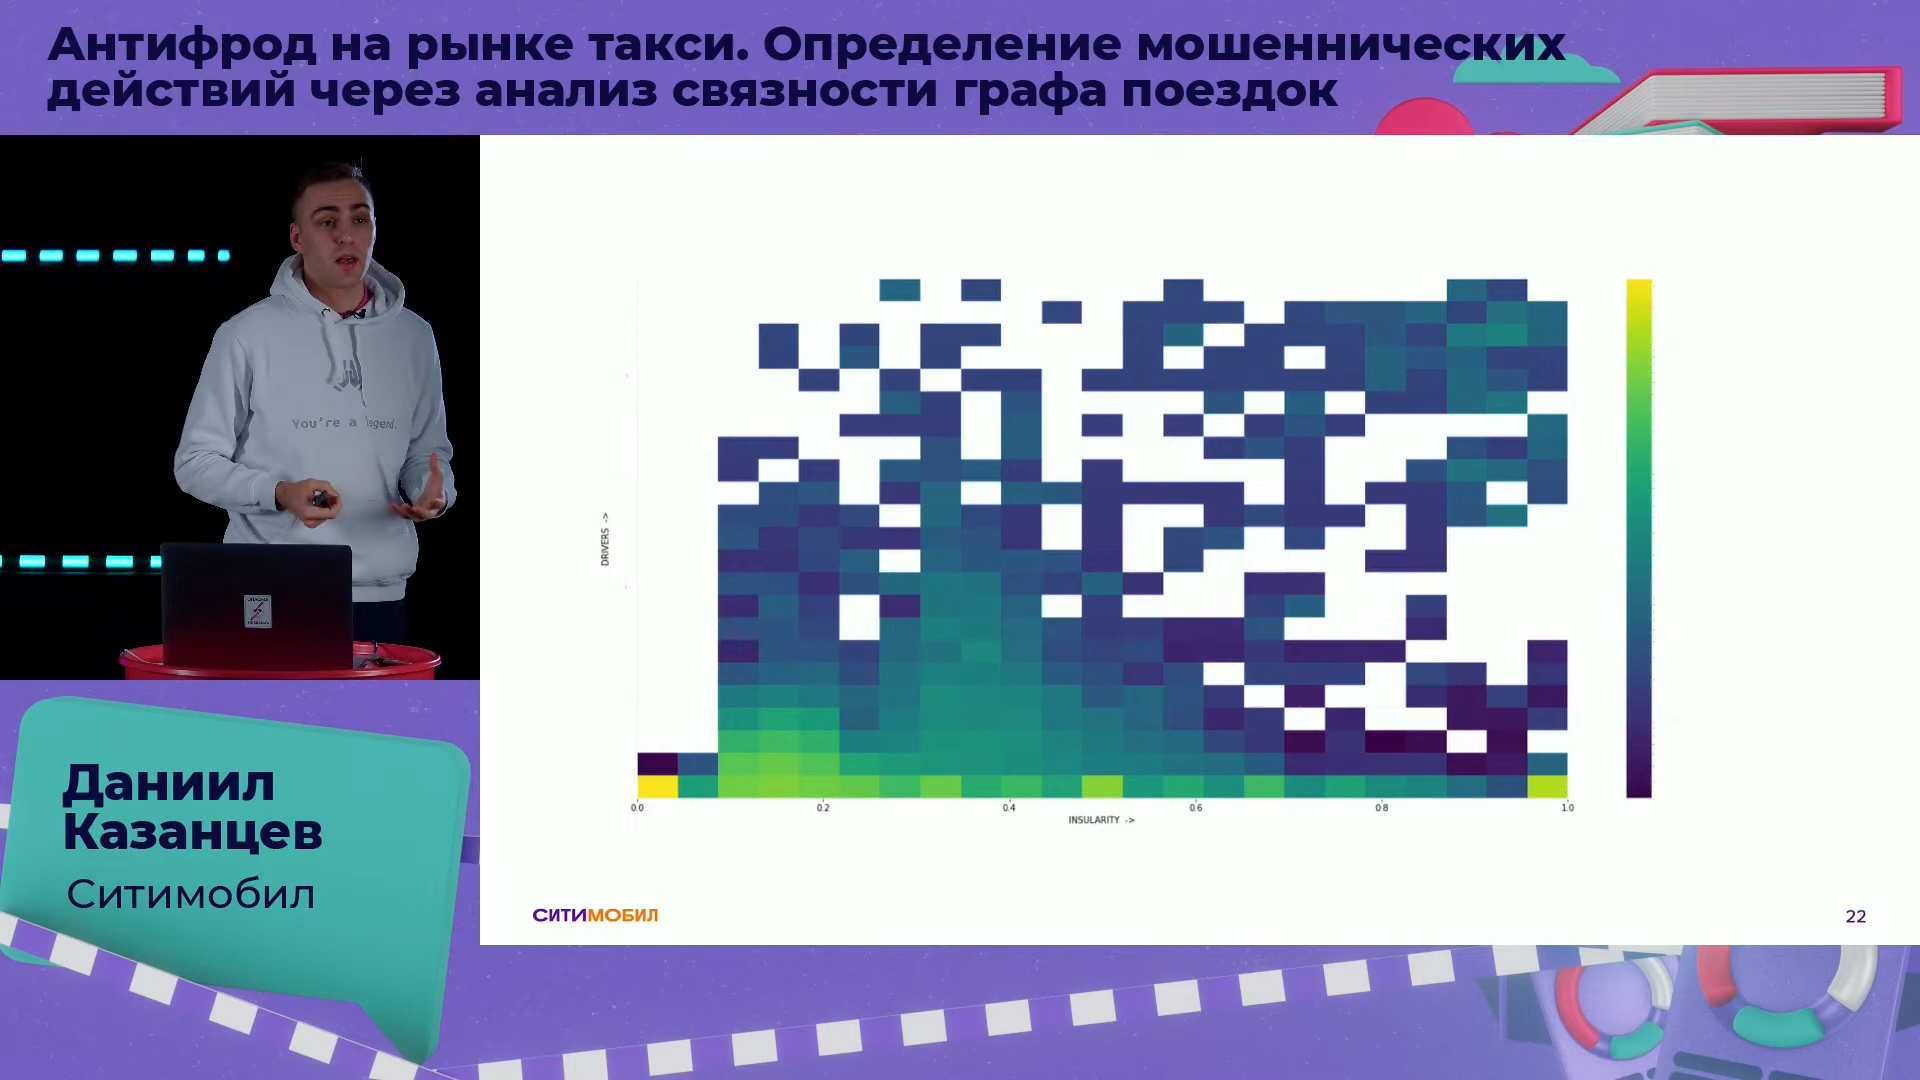 Антифрод на рынке такси. Определение мошеннических
действий через анализ связности графа поездок
You're a legend.
DRIVERS ->
0.0 0.2 0.4 0.6 0.8 1.0
INSULARITY ->
СИТИМОБИЛ
22
Даниил
Казанцев
Ситимобил